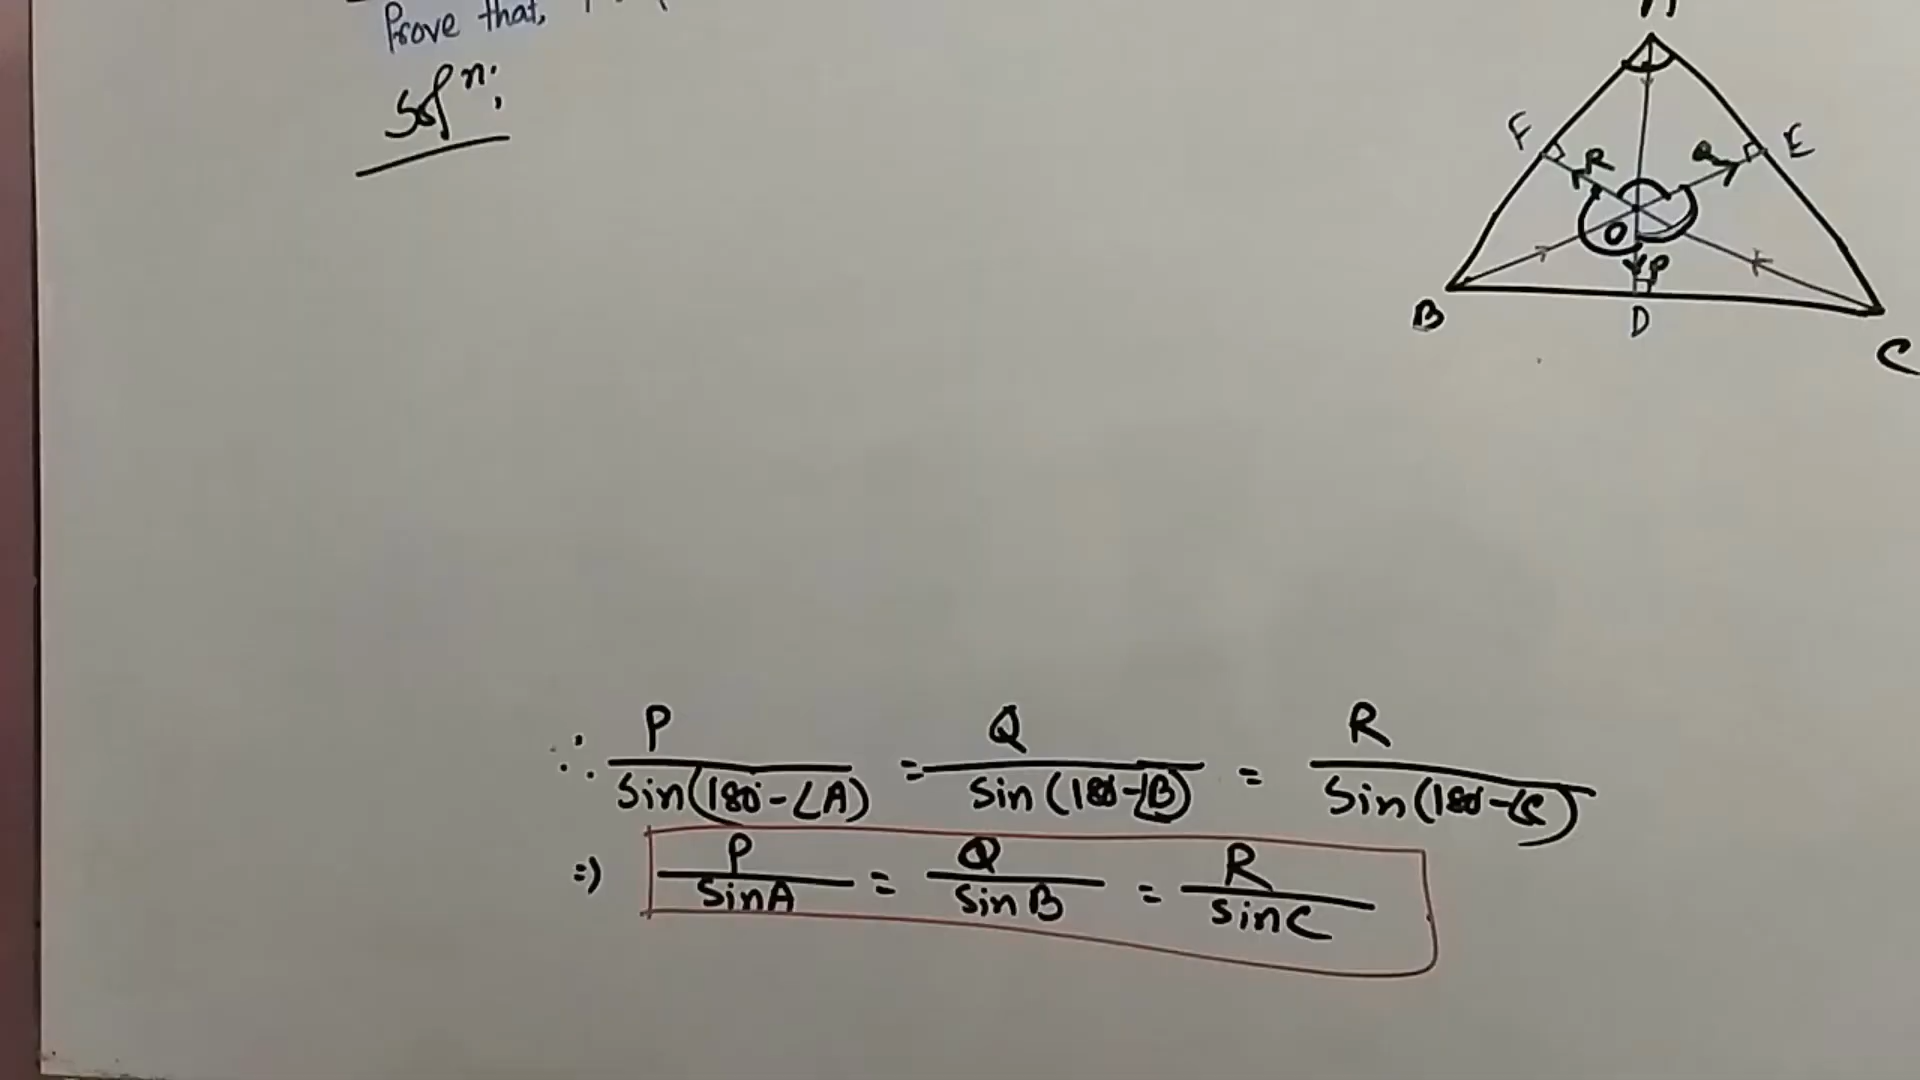 Prove that,
Solⁿ:
A
F
E
R
Q
O
P
B
D
C
∴ P/Sin(180°-∠A) = Q/Sin(180°-∠B) = R/Sin(180°-∠C)
⇒) P/SinA = Q/SinB = R/SinC